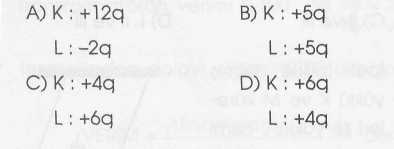 A) K : +12q B) K : +5q
L : –2q L : +5q
C) K : +4q D) K : +6q
L : +6q L : +4q